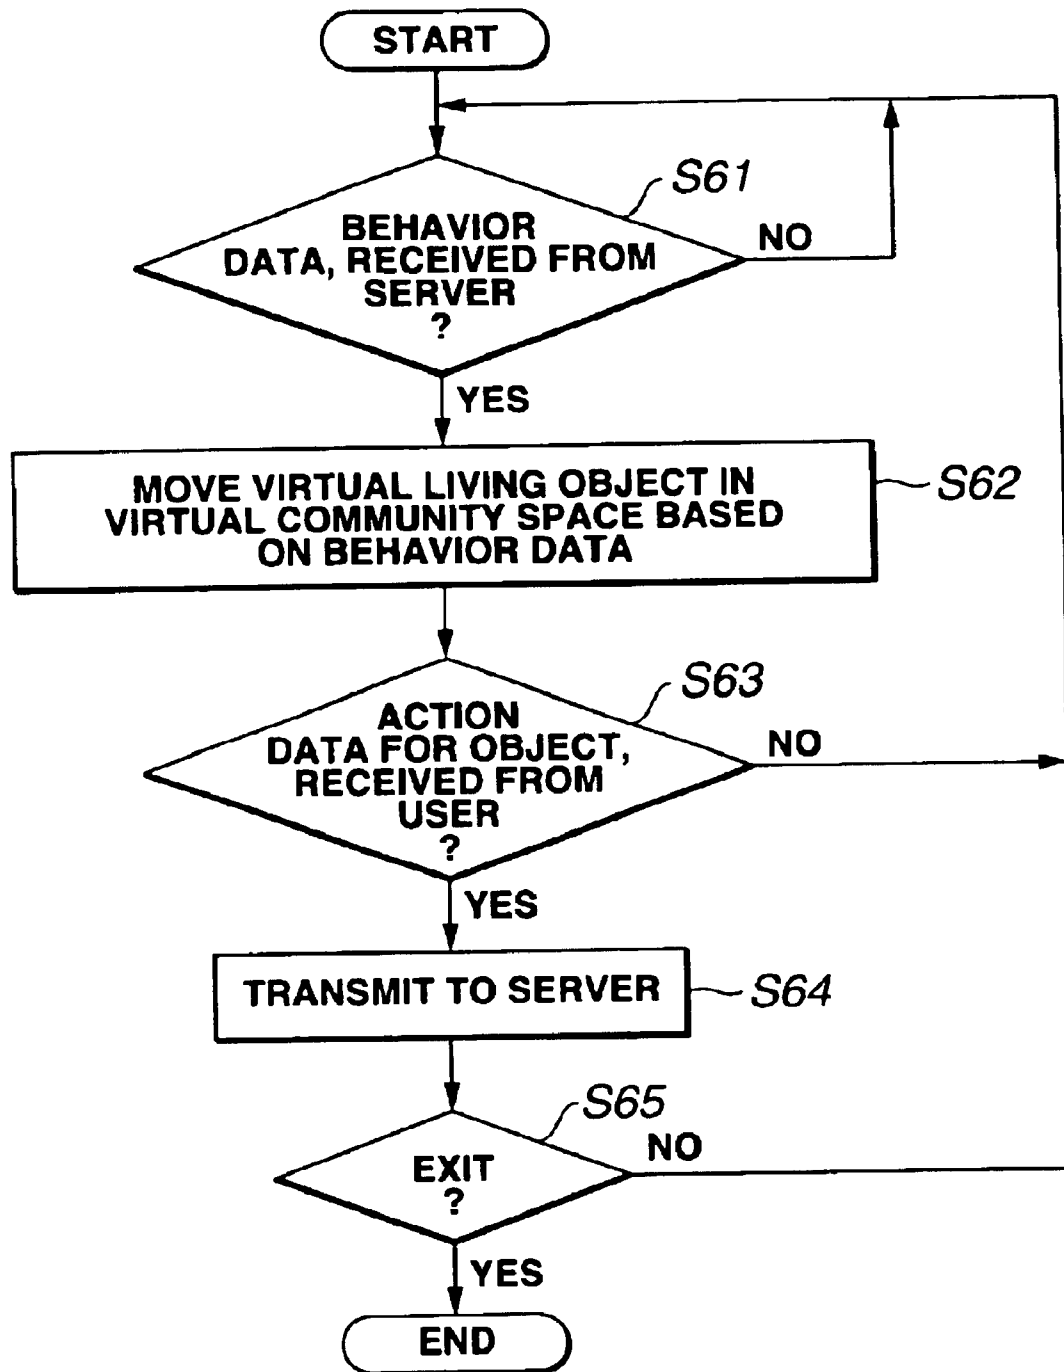 START
S61
BEHAVIOR
DATA, RECEIVED FROM
SERVER
?
NO
YES
MOVE VIRTUAL LIVING OBJECT IN
VIRTUAL COMMUNITY SPACE BASED
ON BEHAVIOR DATA
S62
S63
ACTION
DATA FOR OBJECT,
RECEIVED FROM
USER
?
NO
YES
TRANSMIT TO SERVER
S64
S65
EXIT
?
NO
YES
END